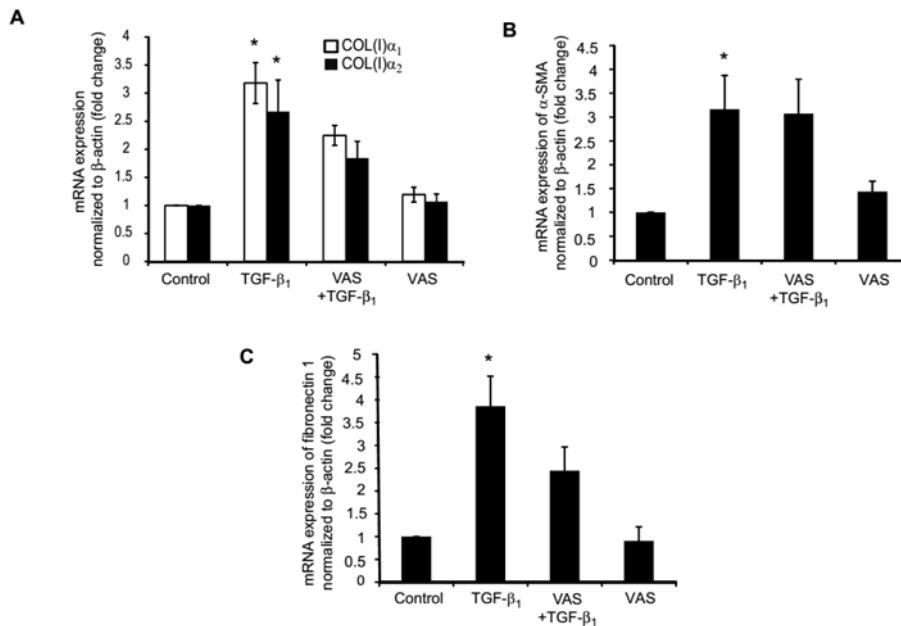 A
mRNA expression
normalized to β-actin (fold change)
4
3.5
3
2.5
2
1.5
1
0.5
0
* *
COL(I)α₁
COL(I)α₂
Control TGF-β₁ VAS VAS
+TGF-β₁
B
mRNA expression of α-SMA
normalized to β-actin (fold change)
4.5
4
3.5
3
2.5
2
1.5
1
0.5
0
*
Control TGF-β₁ VAS VAS
+TGF-β₁
C
mRNA expression of fibronectin 1
normalized to β-actin (fold change)
5
4.5
4
3.5
3
2.5
2
1.5
1
0.5
0
*
Control TGF-β₁ VAS VAS
+TGF-β₁